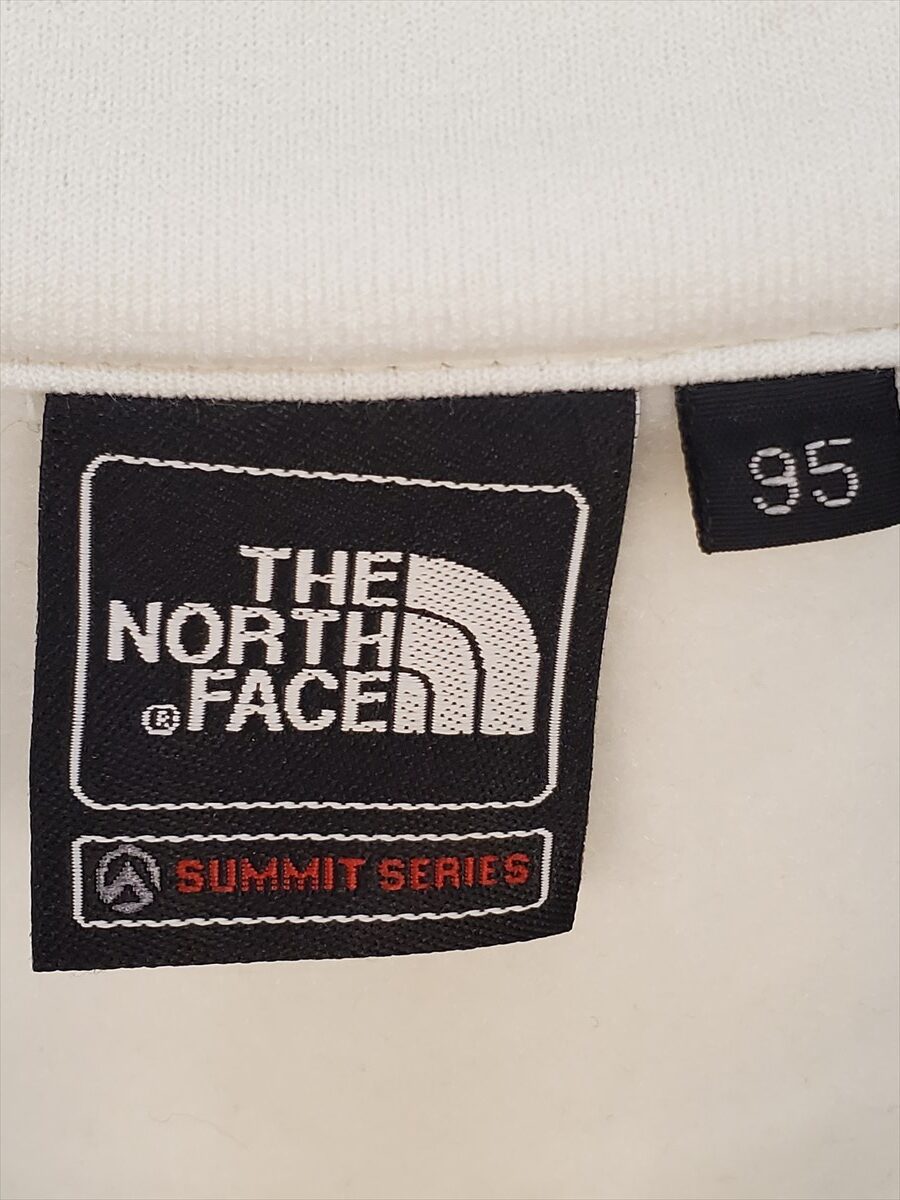 THE
NORTH
® FACE
SUMMIT SERIES
95